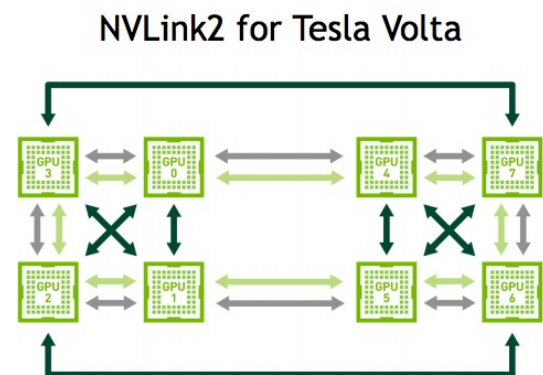 NVLink2 for Tesla Volta
GPU
3
GPU
0
GPU
4
GPU
7
GPU
2
GPU
1
GPU
5
GPU
6